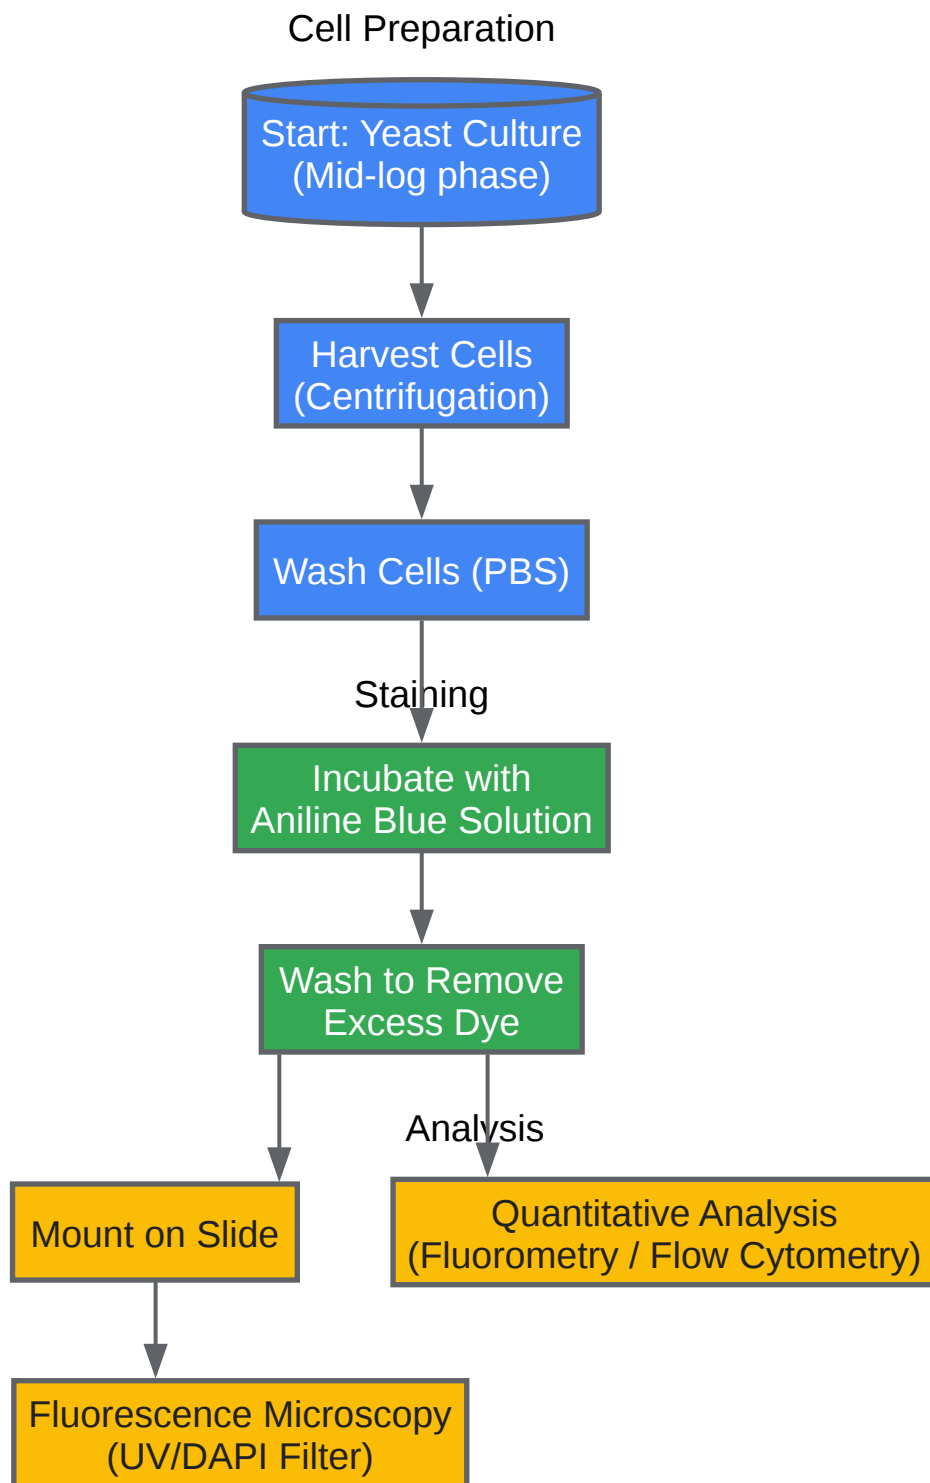 Cell Preparation
Start: Yeast Culture
(Mid-log phase)
Harvest Cells
(Centrifugation)
Wash Cells (PBS)
Staining
Incubate with
Aniline Blue Solution
Wash to Remove
Excess Dye
Analysis
Mount on Slide
Quantitative Analysis
(Fluorometry / Flow Cytometry)
Fluorescence Microscopy
(UV/DAPI Filter)